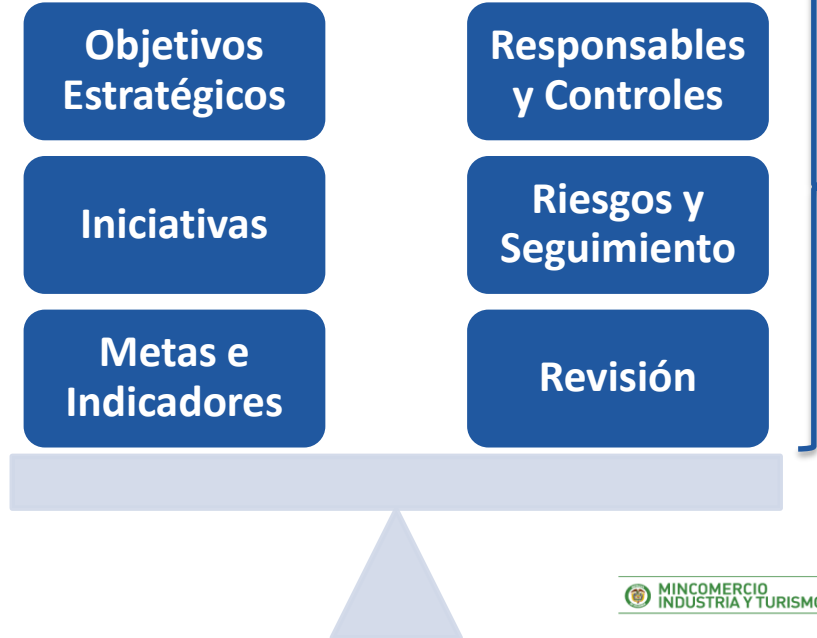 Objetivos
Estratégicos
Responsables
y Controles
Iniciativas
Riesgos y
Seguimiento
Metas e
Indicadores
Revisión
MINCOMERCIO
INDUSTRIA Y TURISMO